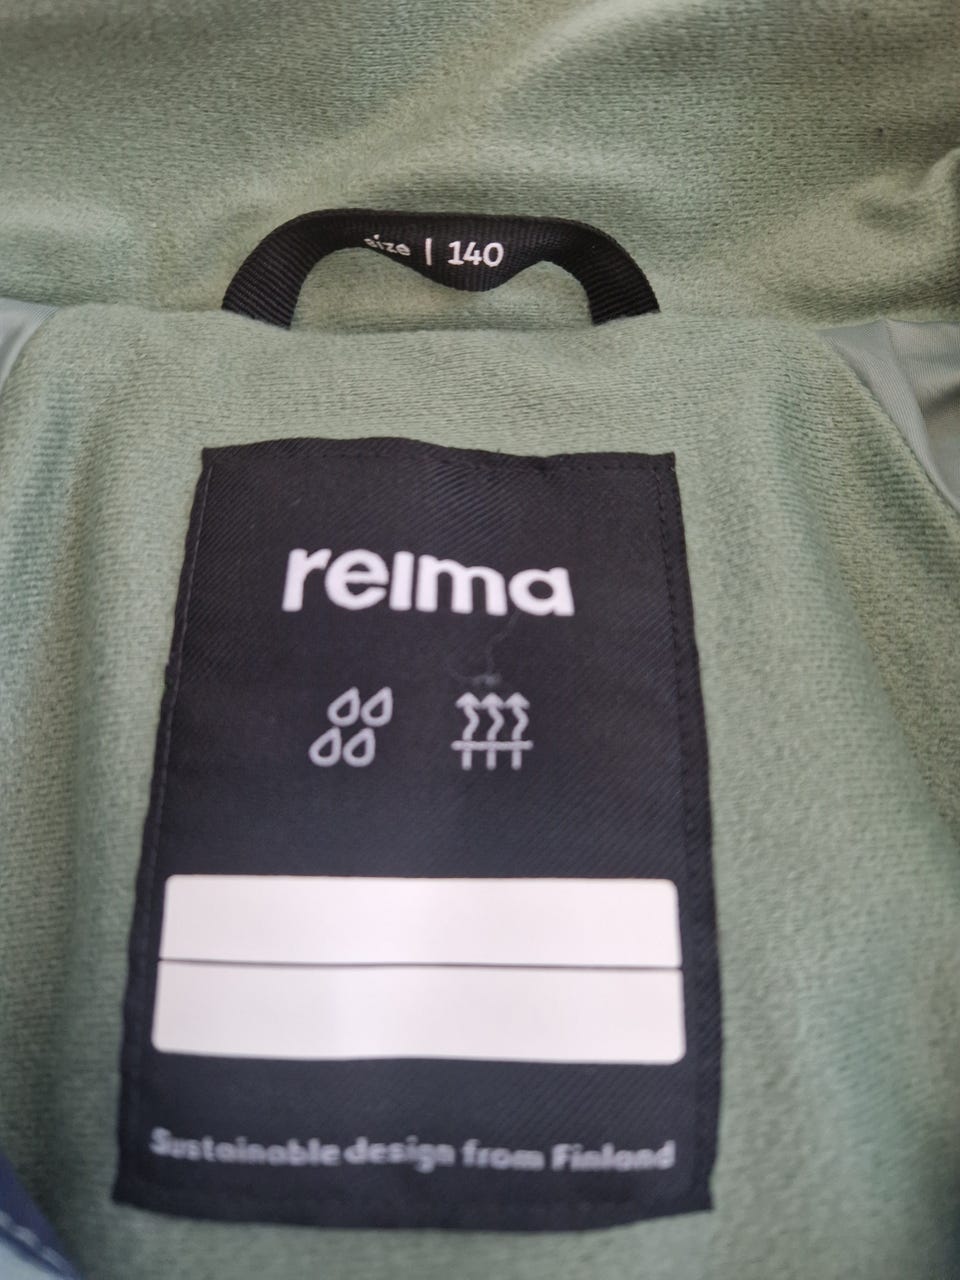 size | 140
reima
Sustainable design from Finland